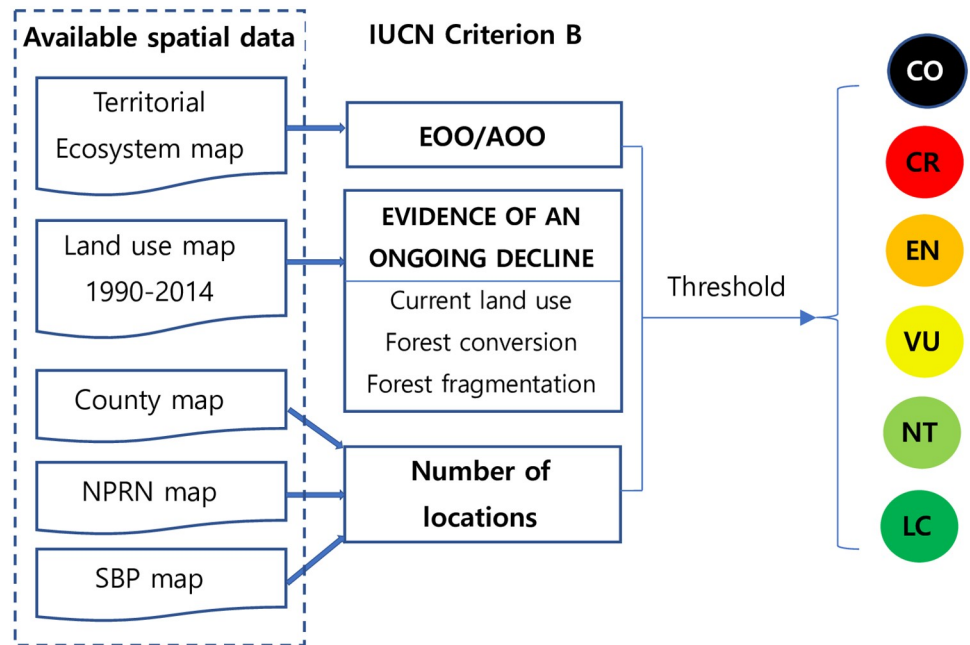 Available spatial data
IUCN Criterion B
Territorial
Ecosystem map
Land use map
1990-2014
County map
NPRN map
SBP map
EOO/AOO
EVIDENCE OF AN
ONGOING DECLINE
Current land use
Forest conversion
Forest fragmentation
Number of
locations
Threshold
CO
CR
EN
VU
NT
LC